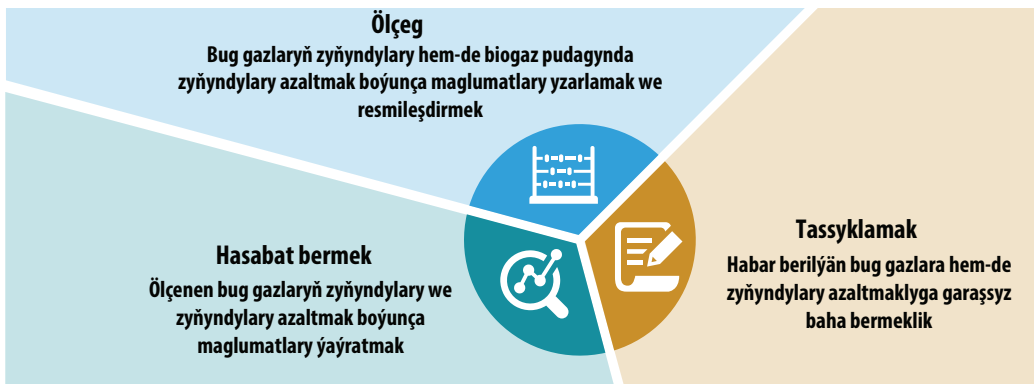 Ölçeg
Bug gazlaryň zyňyndylary hem-de biogaz pudagynda
zyňyndylary azaltmak boýunça maglumatlary yzarlamak we
resmileşdirmek
Hasabat bermek
Ölçenen bug gazlaryň zyňyndylary we
zyňyndylary azaltmak boýunça
maglumatlary ýaýratmak
Tassyklamak
Habar berilýän bug gazlara hem-de
zyňyndylary azaltmaklyga garaşsyz
baha bermeklik